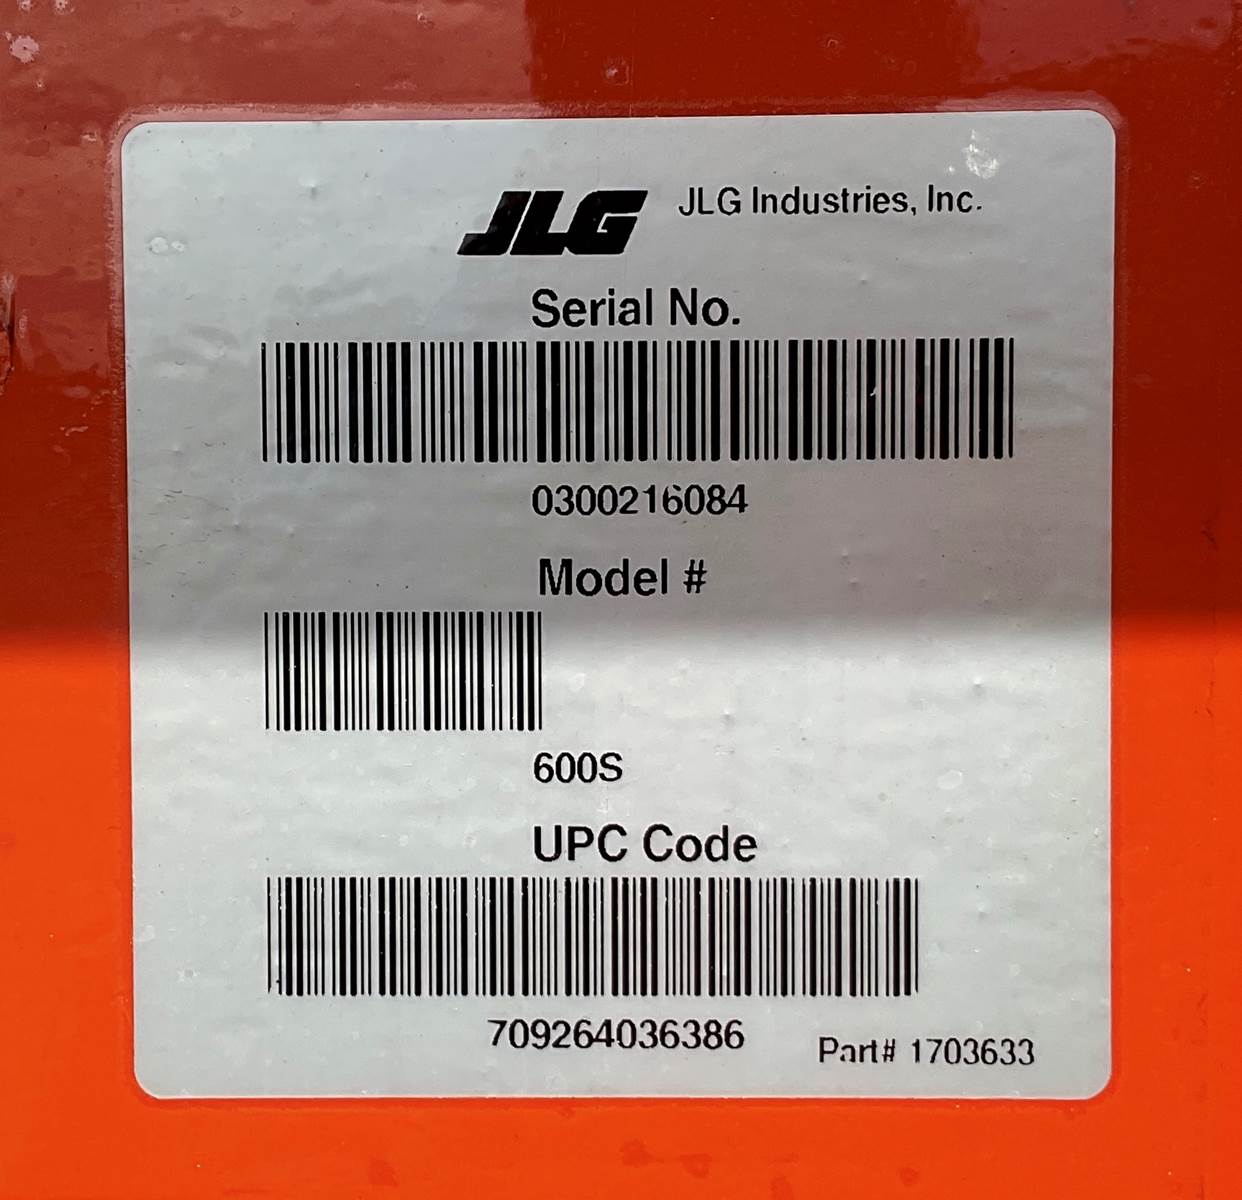 JLG JLG Industries, Inc.
Serial No.
0300216084
Model #
600S
UPC Code
709264036386
Part# 1703633